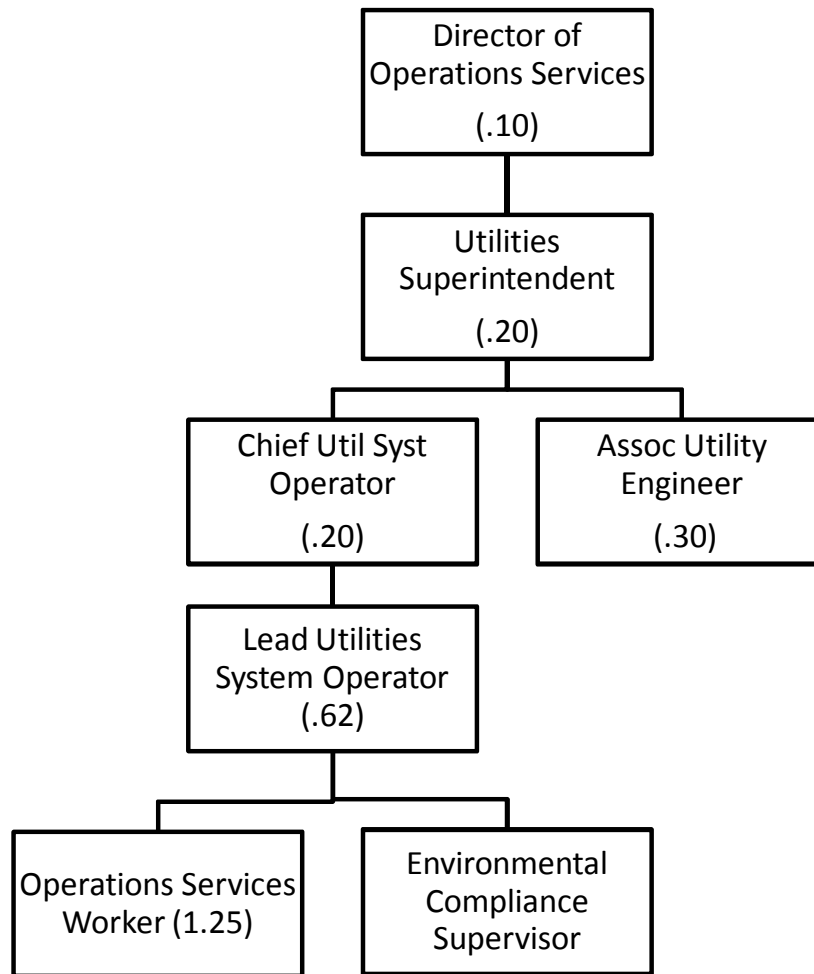 Director of
Operations Services
(.10)
Utilities
Superintendent
(.20)
Chief Util Syst
Operator
(.20)
Assoc Utility
Engineer
(.30)
Lead Utilities
System Operator
(.62)
Operations Services
Worker (1.25)
Environmental
Compliance
Supervisor